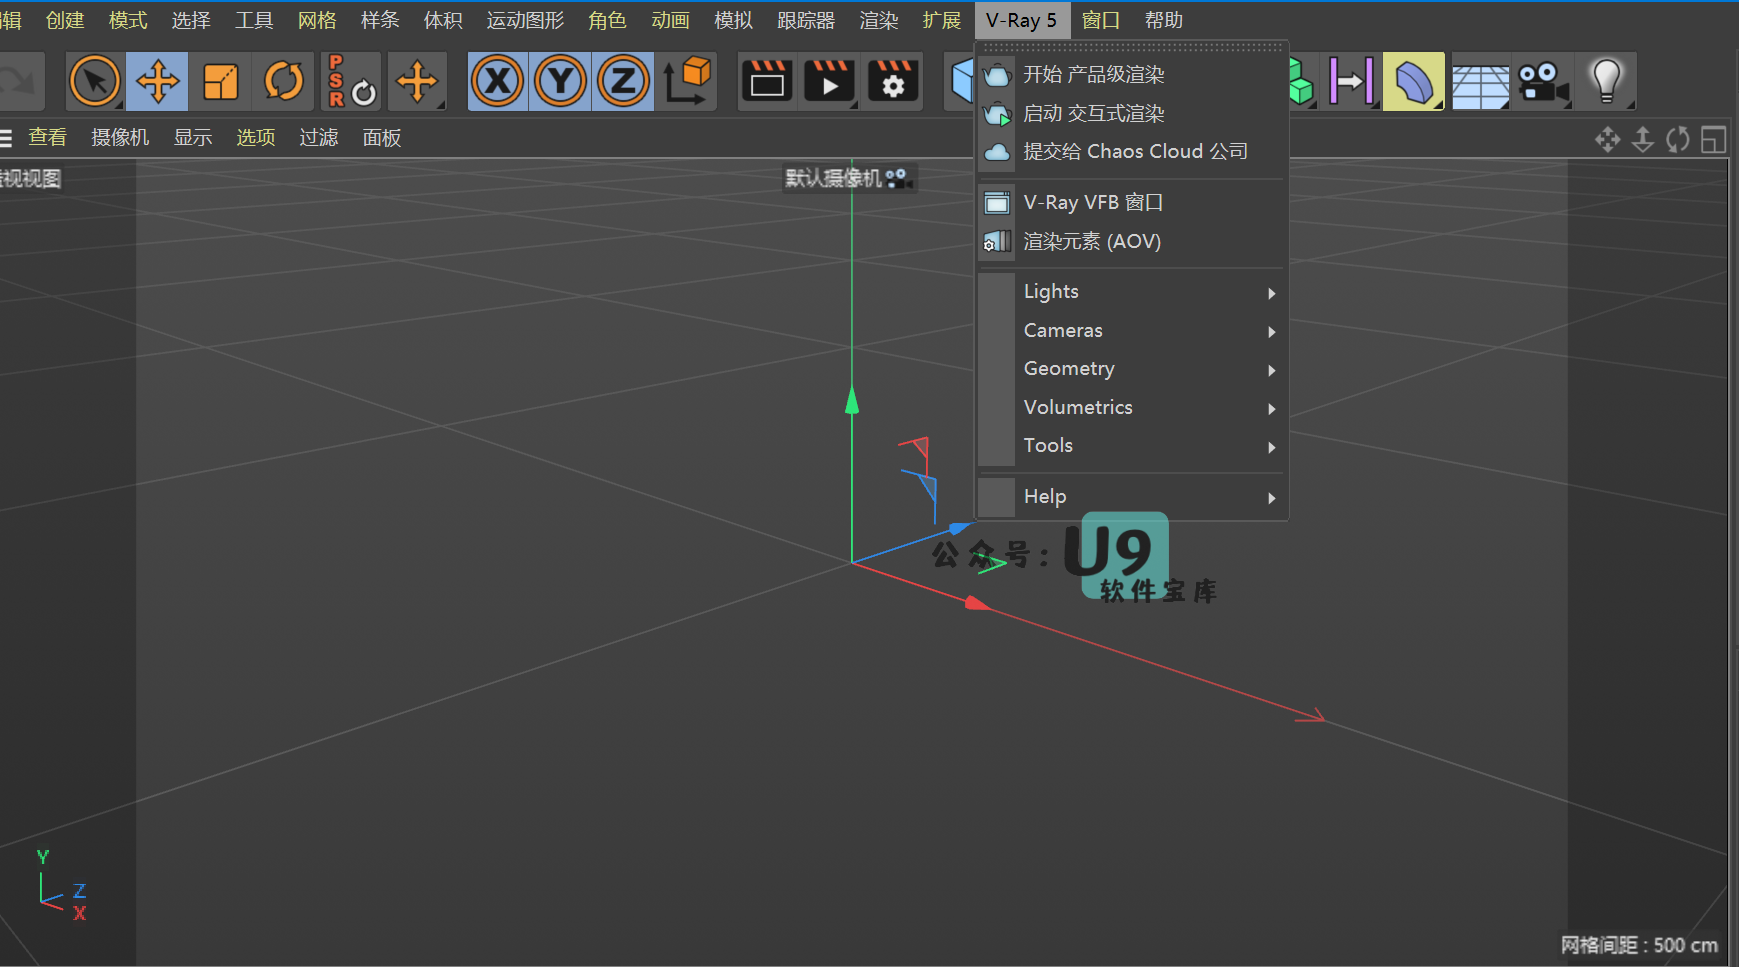 辑 创建 模式 选择 工具 网格 样条 体积 运动图形 角色 动画 模拟 跟踪器 渲染 扩展 V-Ray 5 窗口 帮助
PSR X Y Z
查看 摄像机 显示 选项 过滤 面板
透视视图
默认摄像机
开始 产品级渲染
启动 交互式渲染
提交给 Chaos Cloud 公司
V-Ray VFB 窗口
渲染元素 (AOV)
Lights
Cameras
Geometry
Volumetrics
Tools
Help
公众号: U9
软件宝库
Y
Z
X
网格间距 : 500 cm